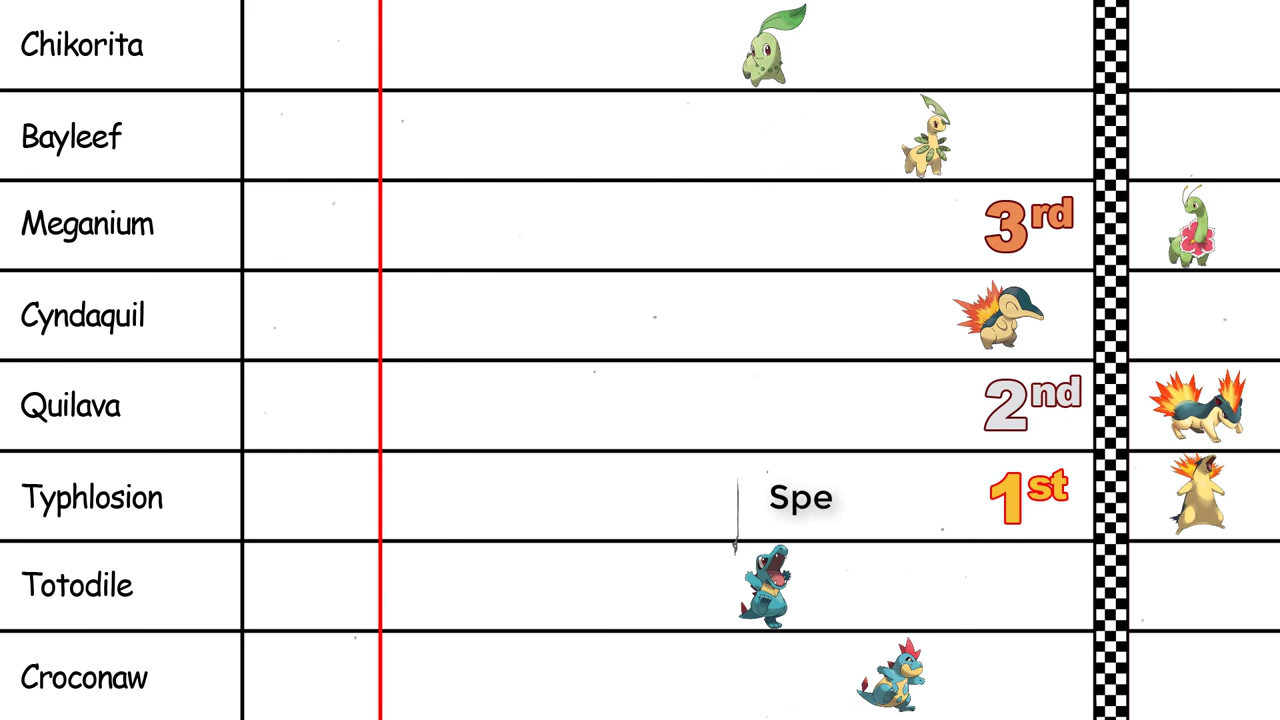 Chikorita
Bayleef
Meganium 3rd
Cyndaquil
Quilava 2nd
Typhlosion Spe 1st
Totodile
Croconaw